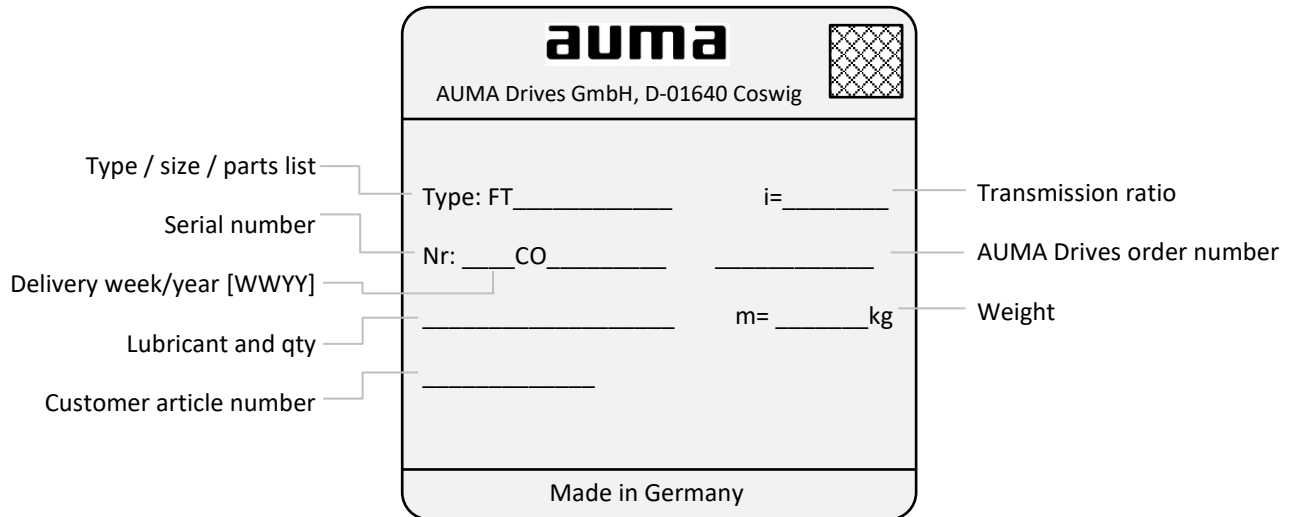 auma
AUMA Drives GmbH, D-01640 Coswig
Type / size / parts list
Type: FT____________
i=________
Transmission ratio
Serial number
Nr: ____CO_________
____________
AUMA Drives order number
Delivery week/year [WWYY]
___________________
m= _______kg
Weight
Lubricant and qty
_____________
Customer article number
Made in Germany